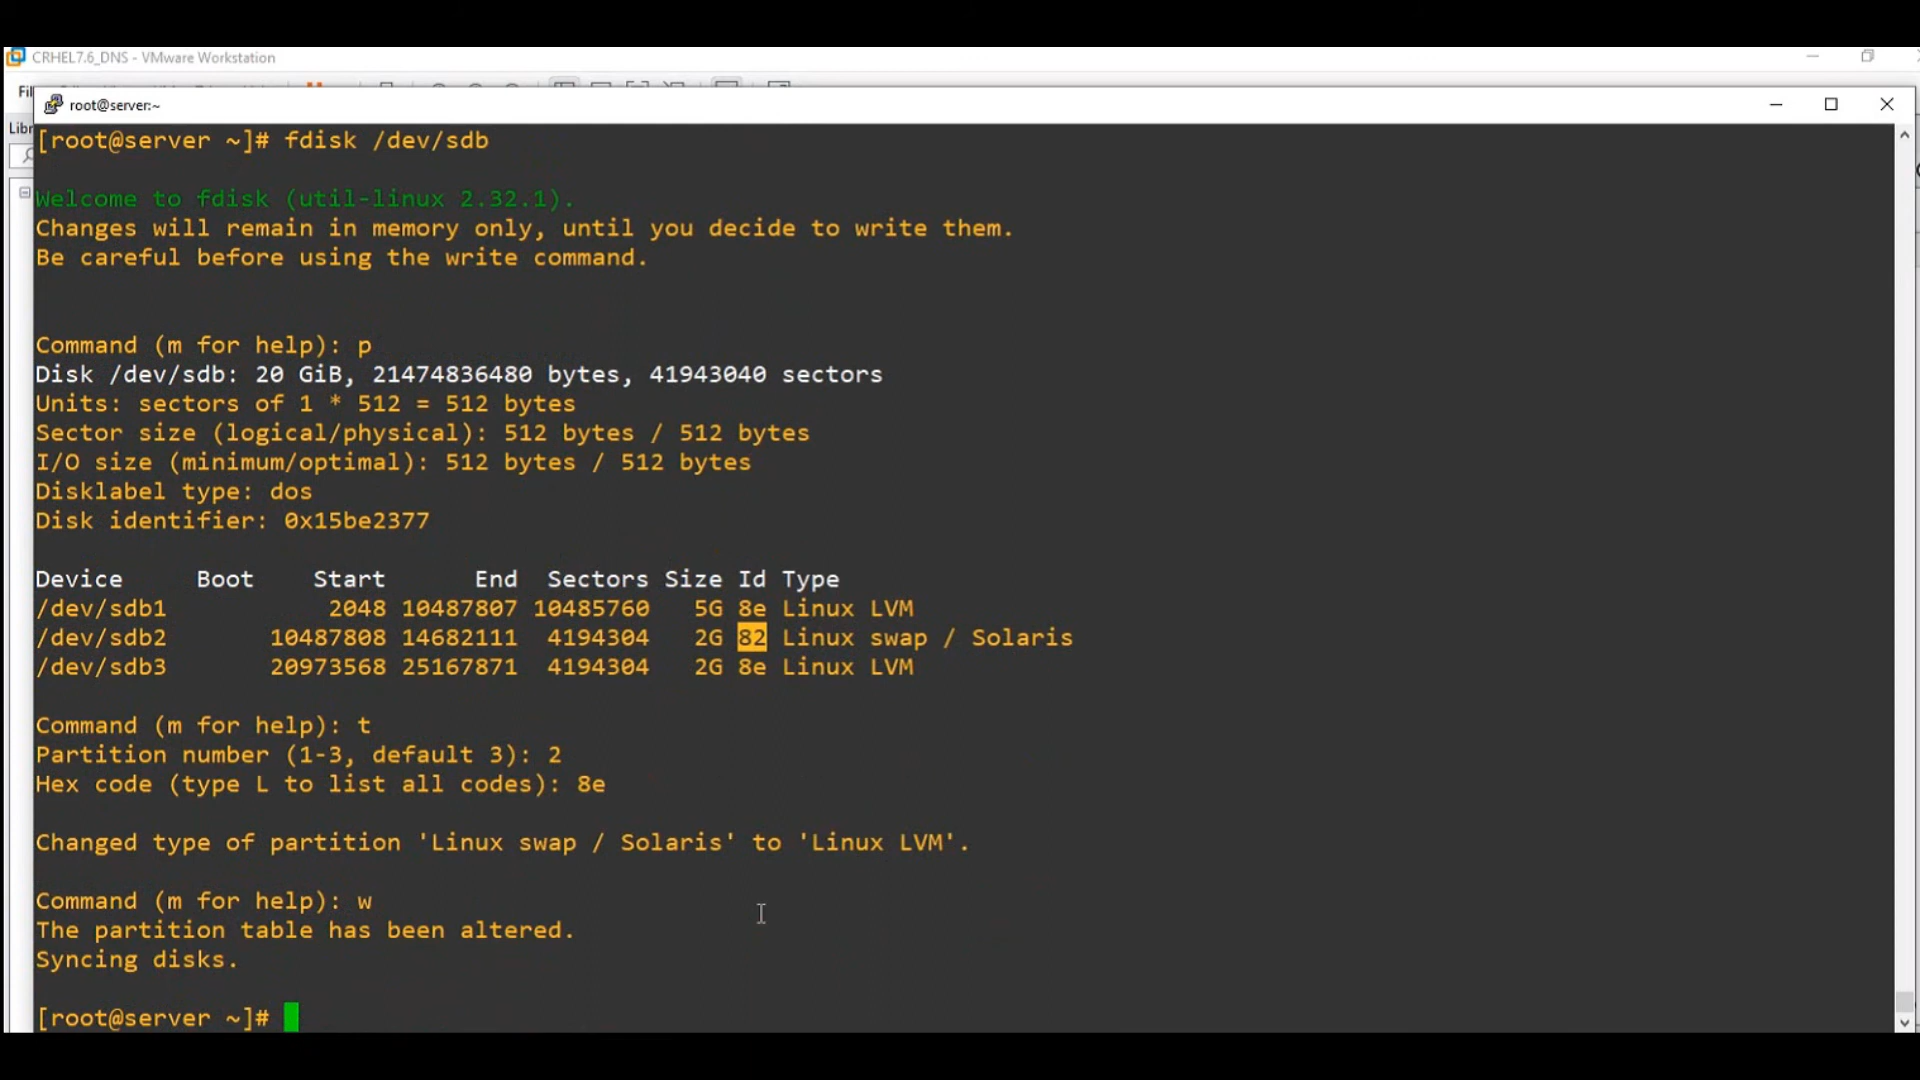 CRHEL7.6_DNS - VMware Workstation
Fil
root@server:~
Libr
[root@server ~]# fdisk /dev/sdb
Welcome to fdisk (util-linux 2.32.1).
Changes will remain in memory only, until you decide to write them.
Be careful before using the write command.
Command (m for help): p
Disk /dev/sdb: 20 GiB, 21474836480 bytes, 41943040 sectors
Units: sectors of 1 * 512 = 512 bytes
Sector size (logical/physical): 512 bytes / 512 bytes
I/O size (minimum/optimal): 512 bytes / 512 bytes
Disklabel type: dos
Disk identifier: 0x15be2377
Device Boot Start End Sectors Size Id Type
/dev/sdb1 2048 10487807 10485760 5G 8e Linux LVM
/dev/sdb2 10487808 14682111 4194304 2G 82 Linux swap / Solaris
/dev/sdb3 20973568 25167871 4194304 2G 8e Linux LVM
Command (m for help): t
Partition number (1-3, default 3): 2
Hex code (type L to list all codes): 8e
Changed type of partition 'Linux swap / Solaris' to 'Linux LVM'.
Command (m for help): w
The partition table has been altered.
Syncing disks.
[root@server ~]#